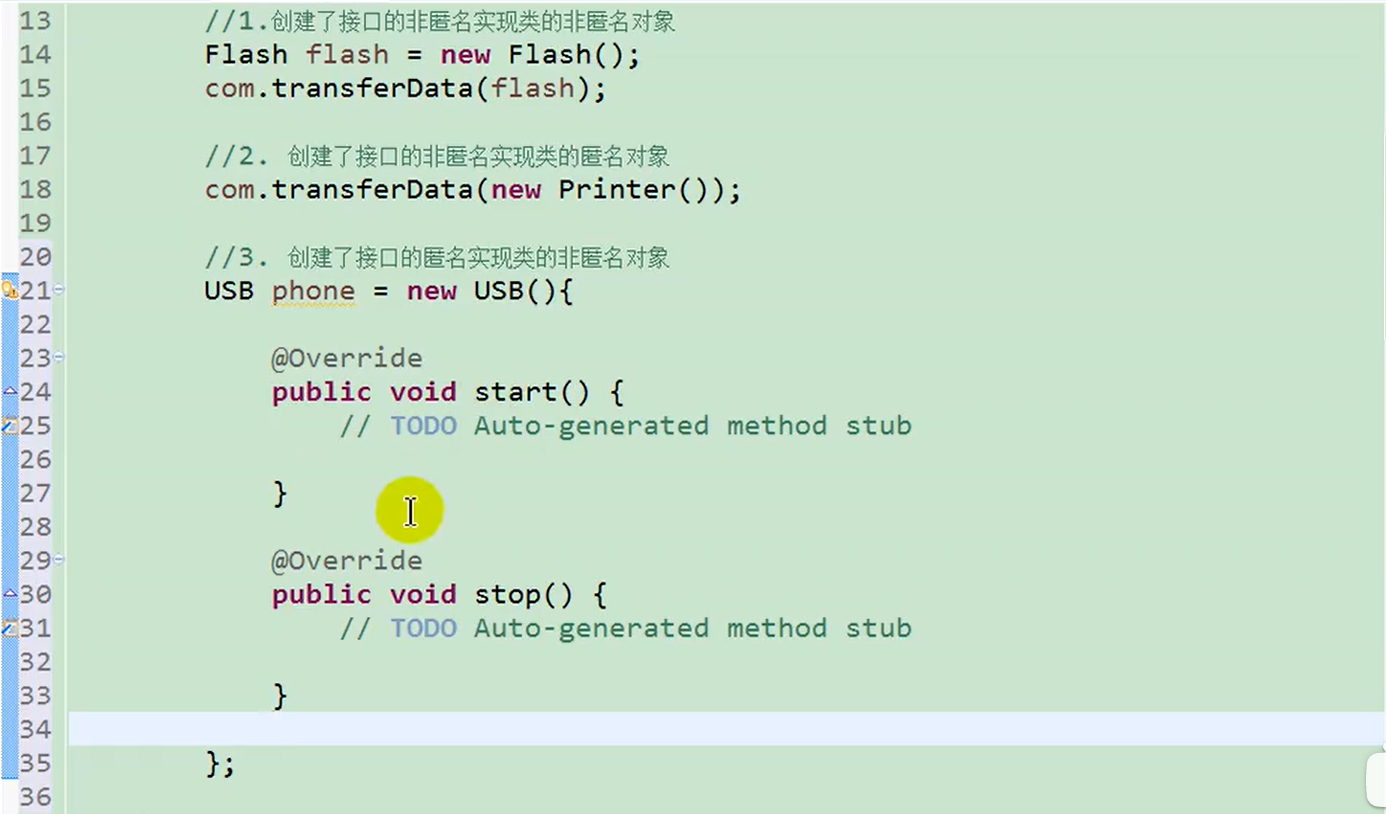 13 //1.创建了接口的非匿名实现类的非匿名对象
14 Flash flash = new Flash();
15 com.transferData(flash);
16
17 //2. 创建了接口的非匿名实现类的匿名对象
18 com.transferData(new Printer());
19
20 //3. 创建了接口的匿名实现类的非匿名对象
21 USB phone = new USB(){
22
23 @Override
24 public void start() {
25 // TODO Auto-generated method stub
26
27 }
28
29 @Override
30 public void stop() {
31 // TODO Auto-generated method stub
32
33 }
34
35 };
36